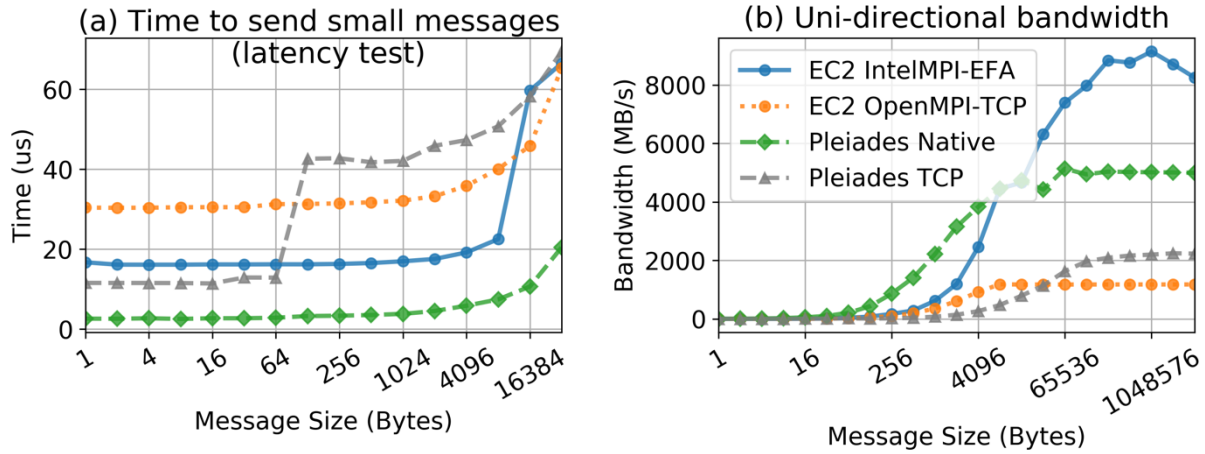 (a) Time to send small messages
(latency test)
Time (us)
60
40
20
0
1 4 16 64 256 1024 4096 16384
Message Size (Bytes)
(b) Uni-directional bandwidth
EC2 IntelMPI-EFA
EC2 OpenMPI-TCP
Pleiades Native
Pleiades TCP
Bandwidth (MB/s)
8000
6000
4000
2000
0
1 16 256 4096 65536 1048576
Message Size (Bytes)